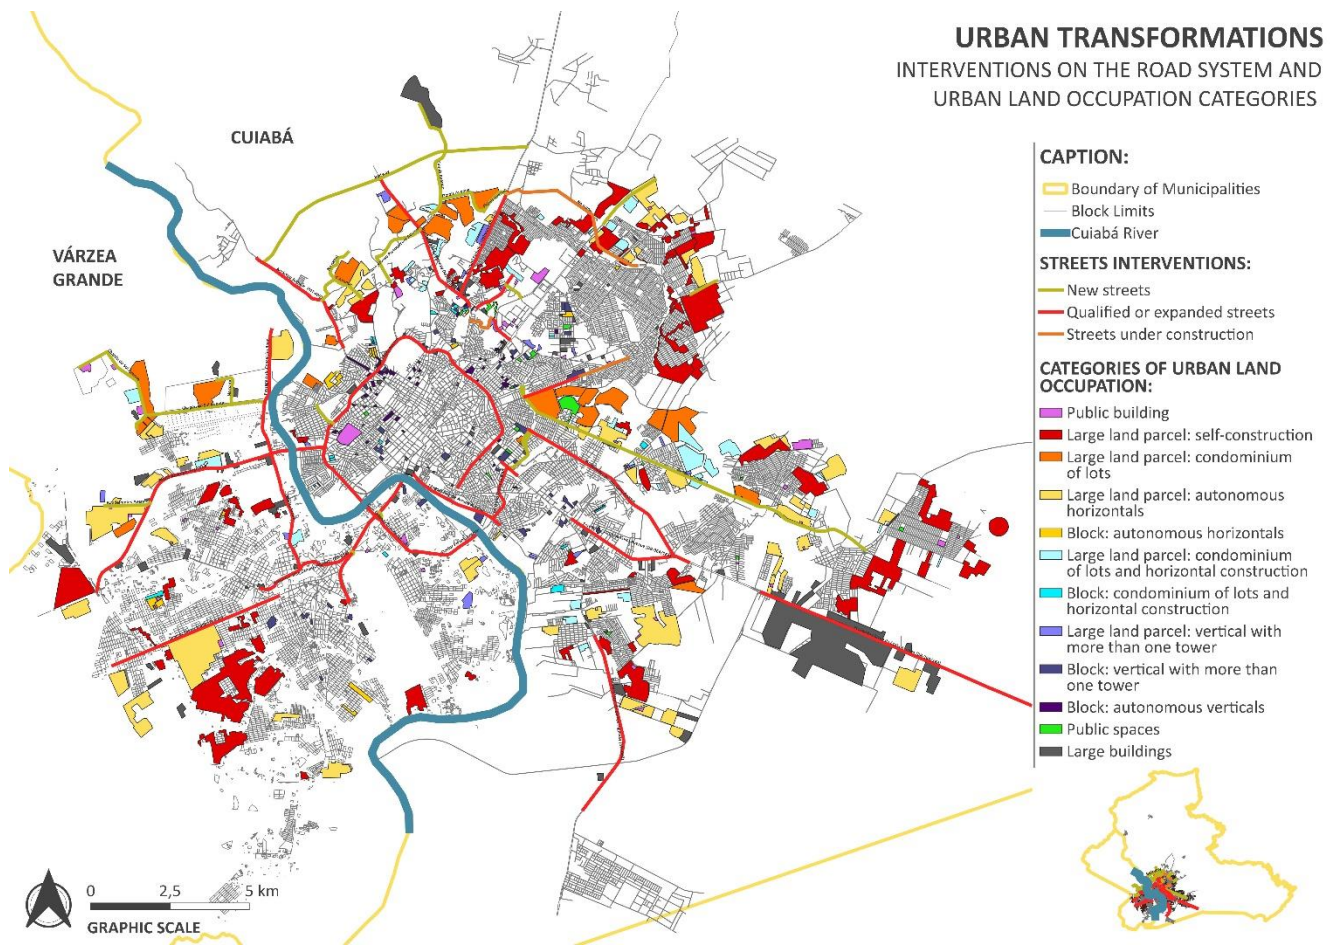 URBAN TRANSFORMATIONS
INTERVENTIONS ON THE ROAD SYSTEM AND
URBAN LAND OCCUPATION CATEGORIES
CUIABÁ
VÁRZEA
GRANDE
CAPTION:
Boundary of Municipalities
Block Limits
Cuiabá River
STREETS INTERVENTIONS:
New streets
Qualified or expanded streets
Streets under construction
CATEGORIES OF URBAN LAND
OCCUPATION:
Public building
Large land parcel: self-construction
Large land parcel: condominium
of lots
Large land parcel: autonomous
horizontals
Block: autonomous horizontals
Large land parcel: condominium
of lots and horizontal construction
Block: condominium of lots and
horizontal construction
Large land parcel: vertical with
more than one tower
Block: vertical with more than
one tower
Block: autonomous verticals
Public spaces
Large buildings
0 2,5 5 km
GRAPHIC SCALE